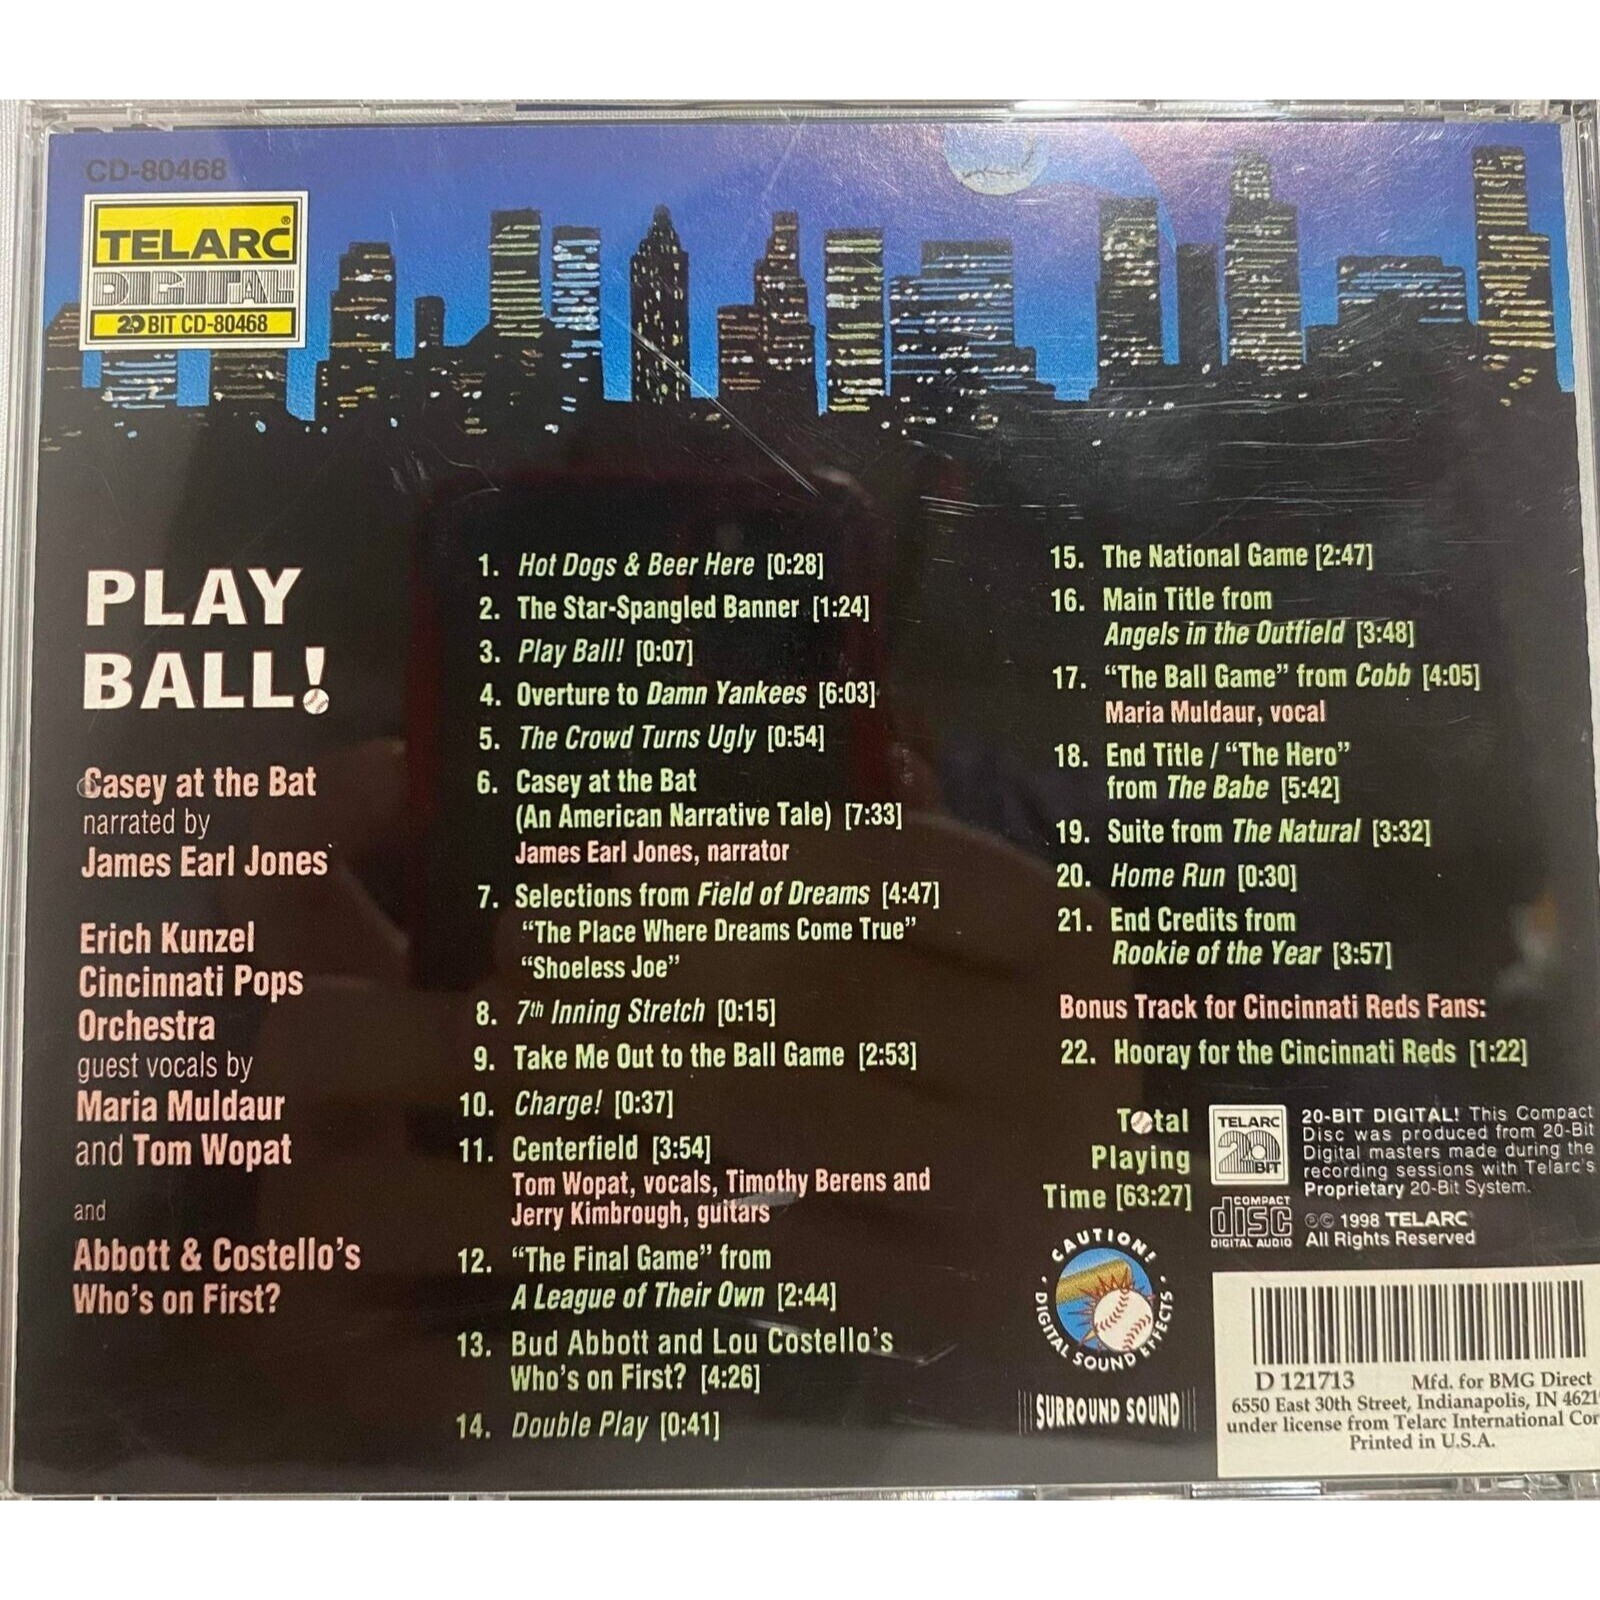 CD-80468
TELARC®
DIGITAL
20 BIT CD-80468
PLAY
BALL!
Casey at the Bat
narrated by
James Earl Jones
Erich Kunzel
Cincinnati Pops
Orchestra
guest vocals by
Maria Muldaur
and Tom Wopat
and
Abbott & Costello's
Who's on First?
1. Hot Dogs & Beer Here [0:28]
2. The Star-Spangled Banner [1:24]
3. Play Ball! [0:07]
4. Overture to Damn Yankees [6:03]
5. The Crowd Turns Ugly [0:54]
6. Casey at the Bat
(An American Narrative Tale) [7:33]
James Earl Jones, narrator
7. Selections from Field of Dreams [4:47]
"The Place Where Dreams Come True"
"Shoeless Joe"
8. 7th Inning Stretch [0:15]
9. Take Me Out to the Ball Game [2:53]
10. Charge! [0:37]
11. Centerfield [3:54]
Tom Wopat, vocals, Timothy Berens and
Jerry Kimbrough, guitars
12. "The Final Game" from
A League of Their Own [2:44]
13. Bud Abbott and Lou Costello's
Who's on First? [4:26]
14. Double Play [0:41]
15. The National Game [2:47]
16. Main Title from
Angels in the Outfield [3:48]
17. "The Ball Game" from Cobb [4:05]
Maria Muldaur, vocal
18. End Title / "The Hero"
from The Babe [5:42]
19. Suite from The Natural [3:32]
20. Home Run [0:30]
21. End Credits from
Rookie of the Year [3:57]
Bonus Track for Cincinnati Reds Fans:
22. Hooray for the Cincinnati Reds [1:22]
Total
Playing
Time [63:27]
TELARC
20
BIT
20-BIT DIGITAL! This Compact
Disc was produced from 20-Bit
Digital masters made during the
recording sessions with Telarc's
Proprietary 20-Bit System.
COMPACT
disc
DIGITAL AUDIO
℗© 1998 TELARC®
All Rights Reserved
CAUTION!
DIGITAL SOUND EFFECTS
SURROUND SOUND
D 121713 Mfd. for BMG Direct
6550 East 30th Street, Indianapolis, IN 4621
under license from Telarc International Cor
Printed in U.S.A.